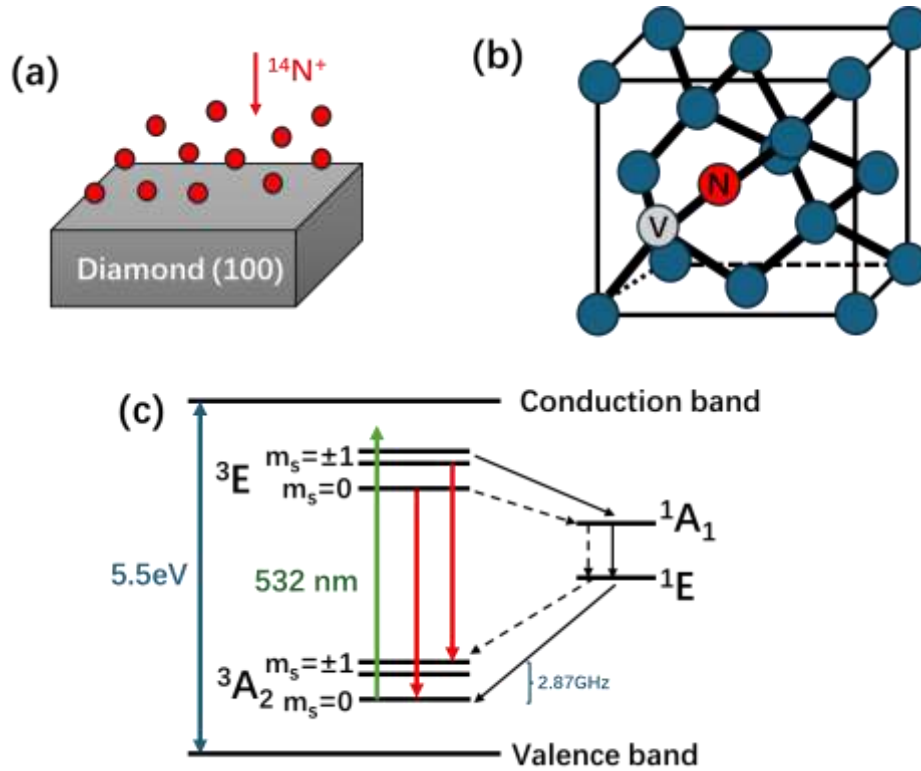 (a)
¹⁴N⁺
Diamond (100)
(b)
N
V
(c)
Conduction band
³E
mₛ=±1
mₛ=0
¹A₁
5.5eV
532 nm
¹E
³A₂
mₛ=±1
mₛ=0
2.87GHz
Valence band